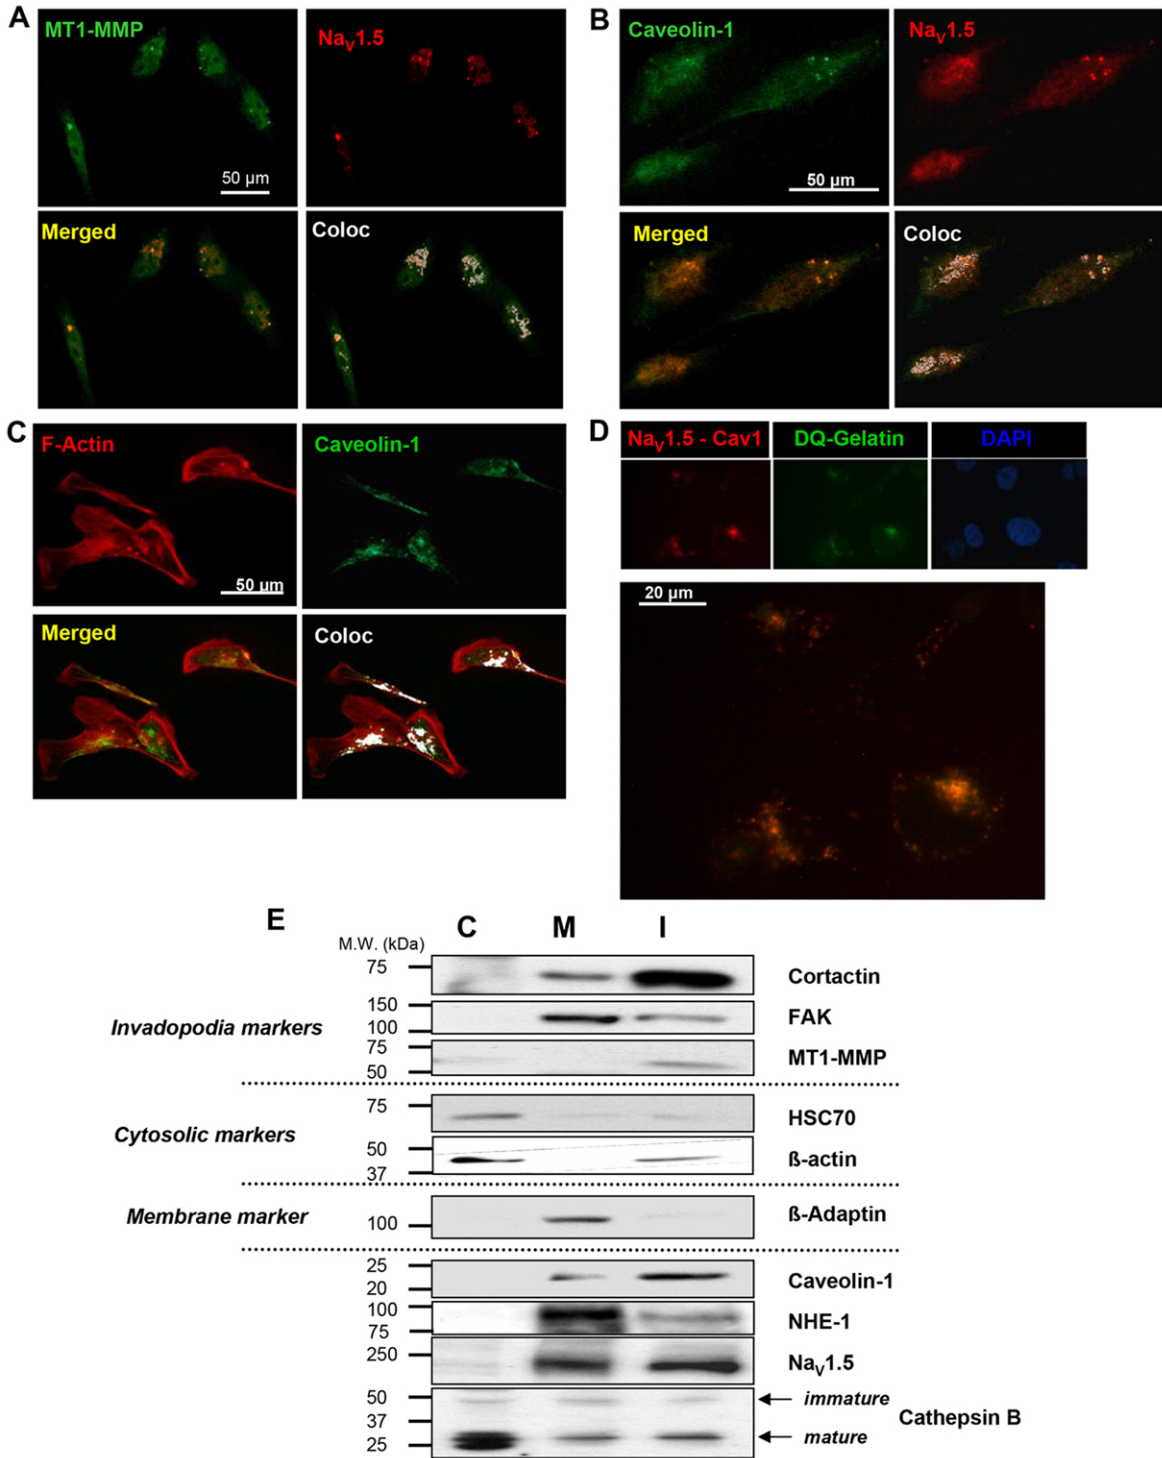 A
MT1-MMP
NaV1.5
50 µm
Merged
Coloc
B
Caveolin-1
NaV1.5
50 µm
Merged
Coloc
C
F-Actin
Caveolin-1
50 µm
Merged
Coloc
D
NaV1.5 - Cav1
DQ-Gelatin
DAPI
20 µm
E
C M I
M.W. (kDa)
Invadopodia markers
75 Cortactin
150
100 FAK
75
50 MT1-MMP
Cytosolic markers
75 HSC70
50
37 ß-actin
Membrane marker
100 ß-Adaptin
25
20 Caveolin-1
100
75 NHE-1
250 NaV1.5
50 immature
37 Cathepsin B
25 mature